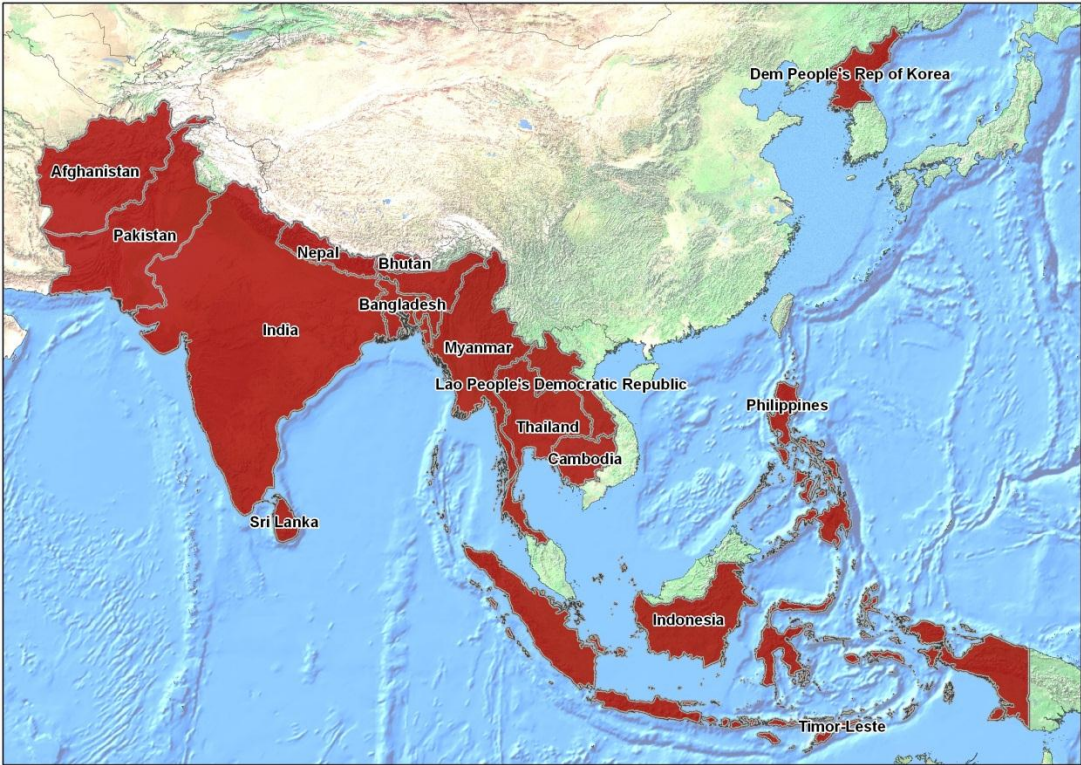 Dem People's Rep of Korea
Afghanistan
Pakistan
Nepal
Bhutan
Bangladesh
India
Myanmar
Lao People's Democratic Republic
Philippines
Thailand
Cambodia
Sri Lanka
Indonesia
Timor-Leste